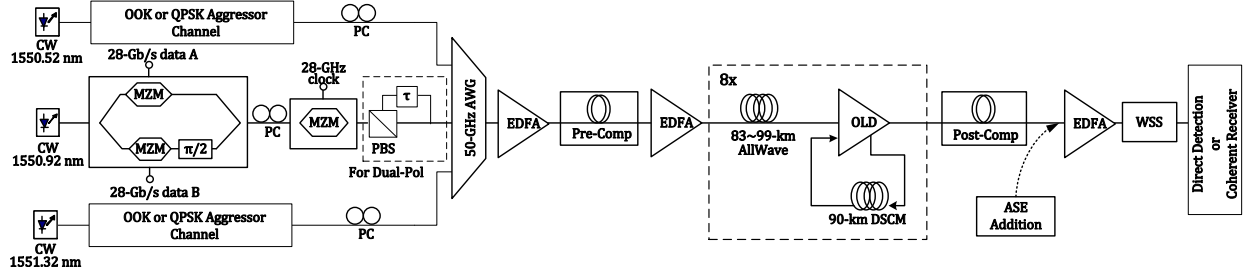 CW
1550.52 nm
OOK or QPSK Aggressor
Channel
PC
28-Gb/s data A
MZM
MZM
π/2
28-Gb/s data B
CW
1550.92 nm
PC
28-GHz
clock
MZM
τ
PBS
For Dual-Pol
CW
1551.32 nm
OOK or QPSK Aggressor
Channel
PC
50-GHz AWG
EDFA
Pre-Comp
EDFA
8x
83~99-km
AllWave
OLD
90-km DSCM
Post-Comp
ASE
Addition
EDFA
WSS
Direct Detection
or
Coherent Receiver